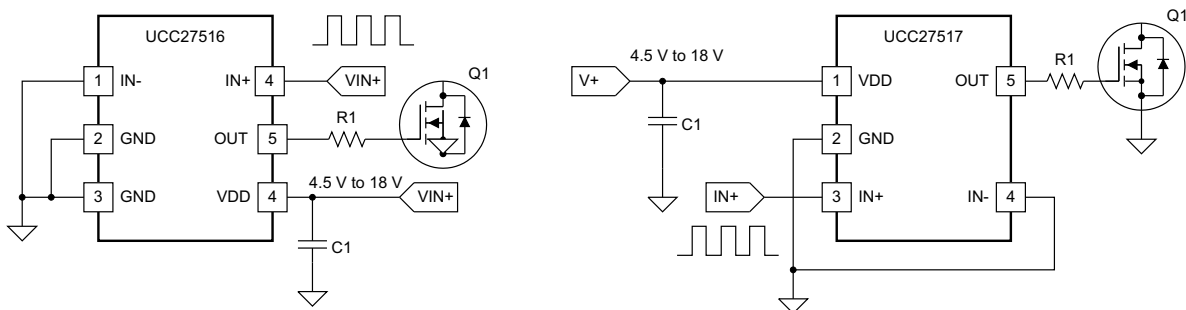 UCC27516
1 IN- IN+ 4 VIN+
Q1
2 GND OUT 5 R1
4.5 V to 18 V
3 GND VDD 4 VIN+
C1
UCC27517
Q1
4.5 V to 18 V
V+ 1 VDD OUT 5 R1
C1
2 GND
IN+ 3 IN+ IN- 4